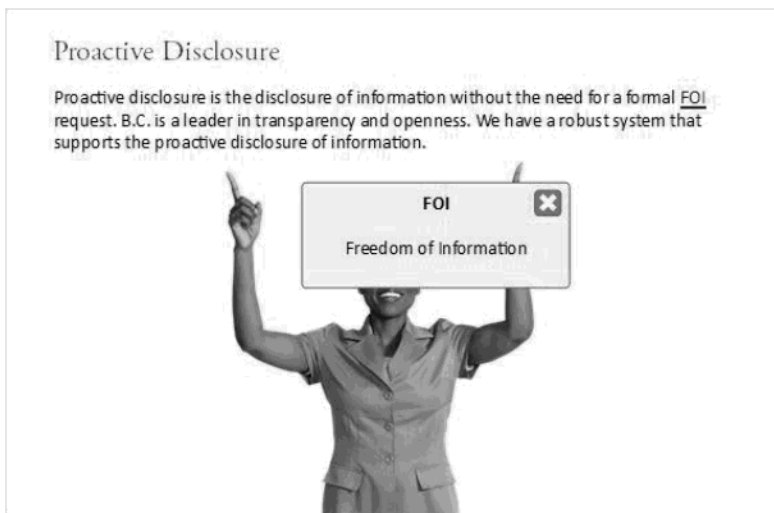 Proactive Disclosure
Proactive disclosure is the disclosure of information without the need for a formal FOI
request. B.C. is a leader in transparency and openness. We have a robust system that
supports the proactive disclosure of information.
FOI
Freedom of Information